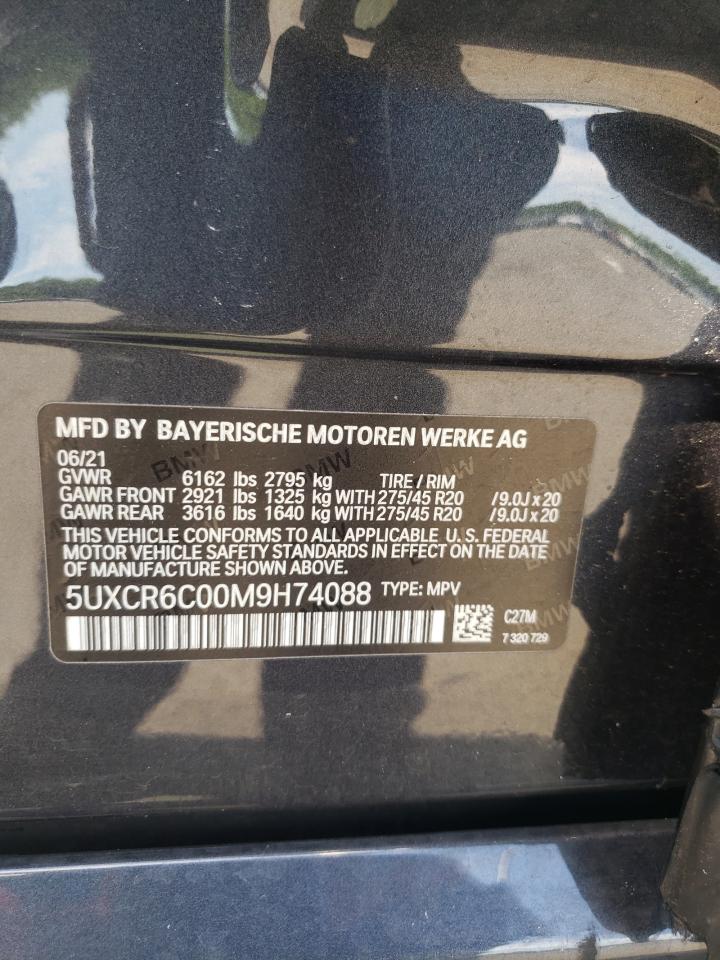 MFD BY BAYERISCHE MOTOREN WERKE AG
06/21
GVWR 6162 lbs 2795 kg TIRE / RIM
GAWR FRONT 2921 lbs 1325 kg WITH 275/45 R20 /9.0J x 20
GAWR REAR 3616 lbs 1640 kg WITH 275/45 R20 /9.0J x 20
THIS VEHICLE CONFORMS TO ALL APPLICABLE U. S. FEDERAL
MOTOR VEHICLE SAFETY STANDARDS IN EFFECT ON THE DATE
OF MANUFACTURE SHOWN ABOVE.
5UXCR6C00M9H74088 TYPE: MPV
C27M
7 320 729